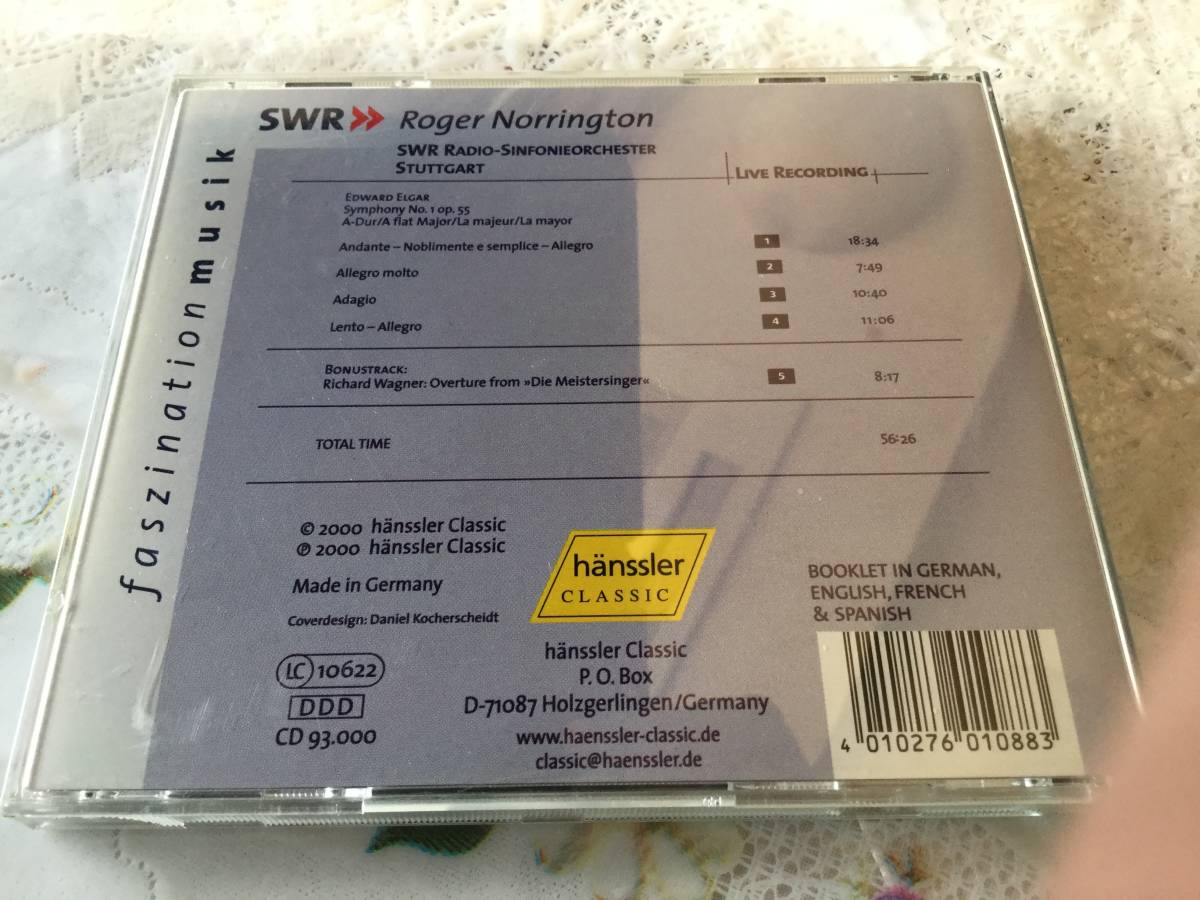 SWR» Roger Norrington
SWR RADIO-SINFONIEORCHESTER
STUTTGART
LIVE RECORDING
EDWARD ELGAR
Symphony No. 1 op. 55
A-Dur/A flat Major/La majeur/La mayor
Andante – Noblimente e semplice – Allegro 1 18:34
Allegro molto 2 7:49
Adagio 3 10:40
Lento – Allegro 4 11:06
BONUSTRACK:
Richard Wagner: Overture from »Die Meistersinger« 5 8:17
TOTAL TIME 56:26
faszination musik
© 2000 hänssler Classic
℗ 2000 hänssler Classic
Made in Germany
Coverdesign: Daniel Kocherscheidt
LC 10622
DDD
CD 93.000
hänssler
CLASSIC
hänssler Classic
P. O. Box
D-71087 Holzgerlingen/Germany
www.haenssler-classic.de
classic@haenssler.de
BOOKLET IN GERMAN,
ENGLISH, FRENCH
& SPANISH
4 010276 010883